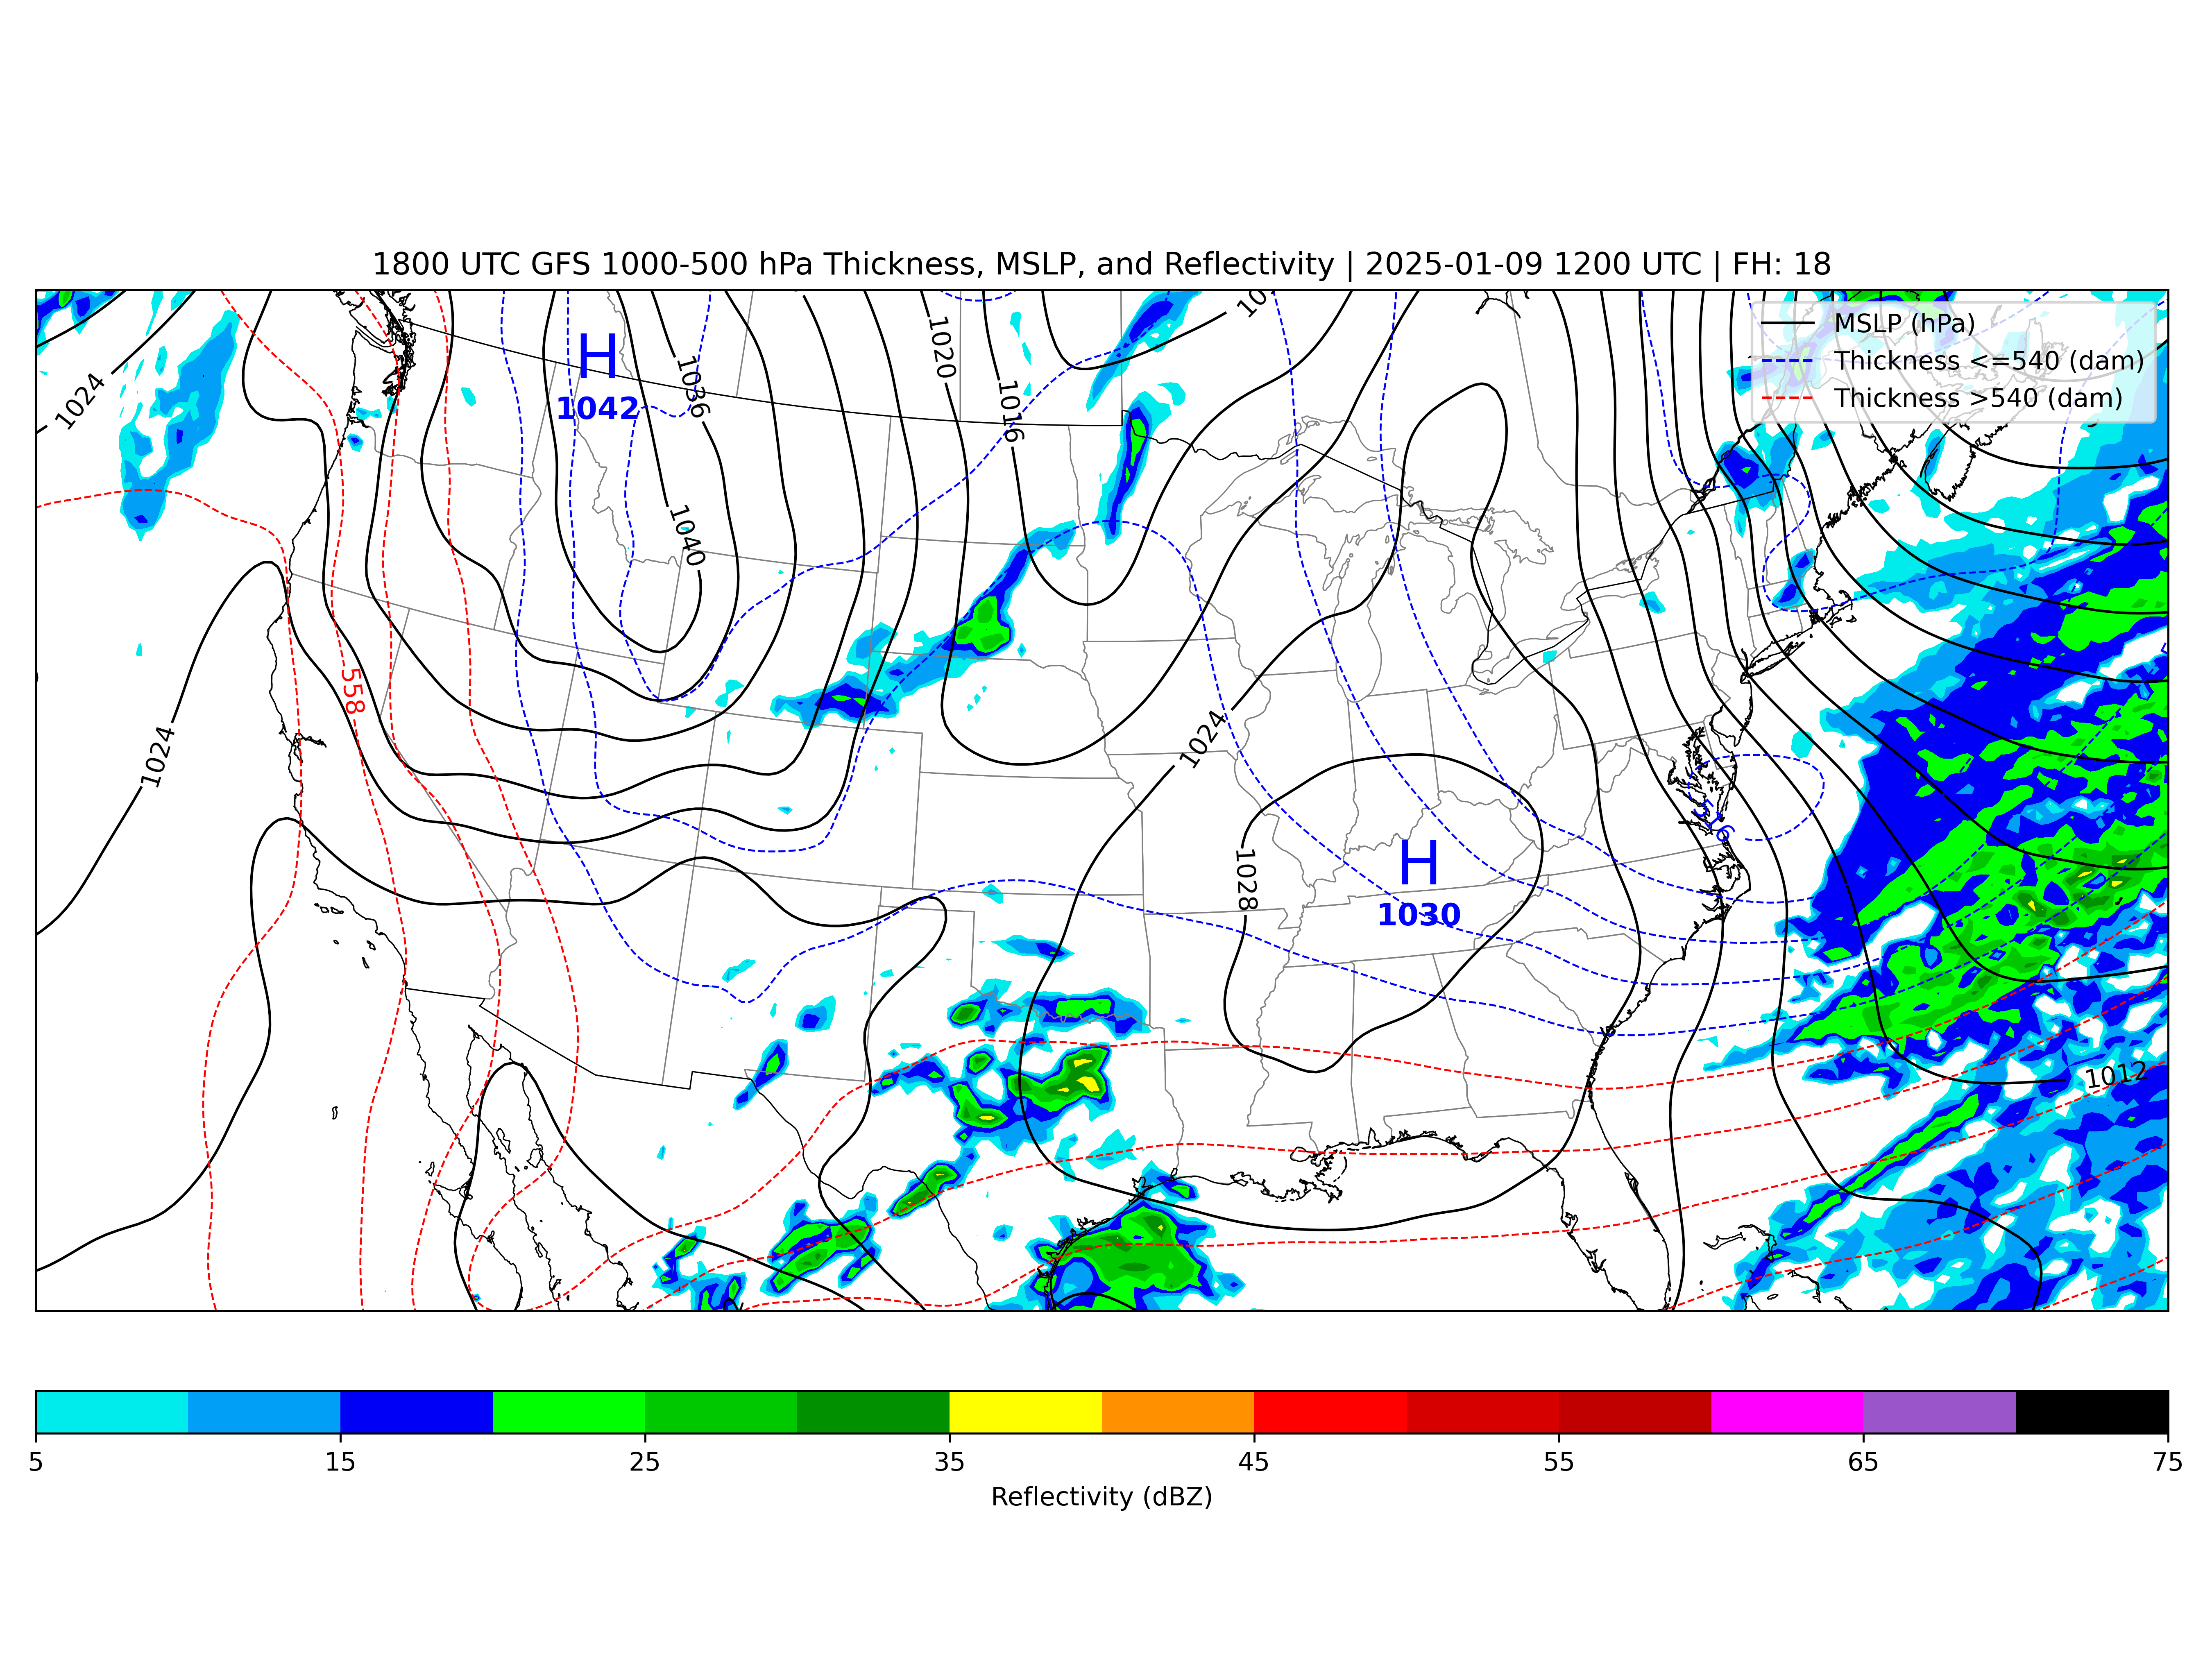 1800 UTC GFS 1000-500 hPa Thickness, MSLP, and Reflectivity | 2025-01-09 1200 UTC | FH: 18
MSLP (hPa)
Thickness <=540 (dam)
Thickness >540 (dam)
H
1042
1036
1020
1016
1024
1040
558
1024
1024
1028
H
1030
1012
5 15 25 35 45 55 65 75
Reflectivity (dBZ)